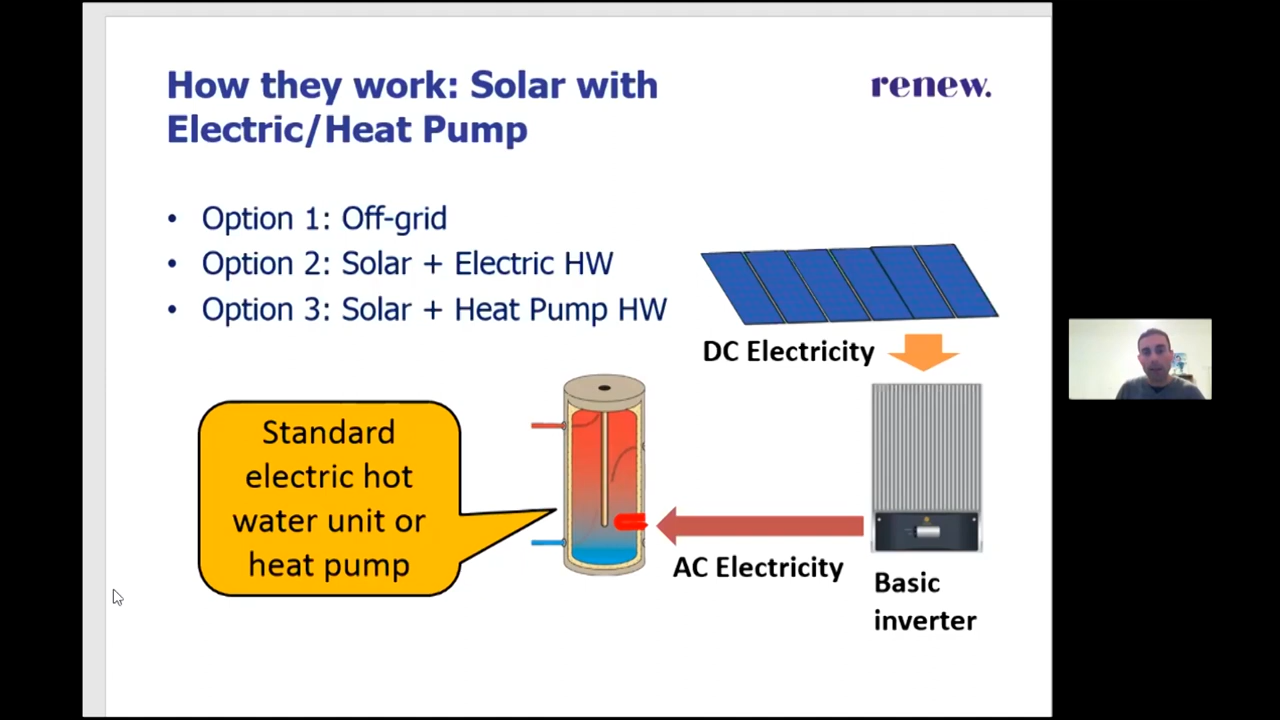 How they work: Solar with
Electric/Heat Pump
renew.
• Option 1: Off-grid
• Option 2: Solar + Electric HW
• Option 3: Solar + Heat Pump HW
DC Electricity
Standard
electric hot
water unit or
heat pump
AC Electricity
Basic
inverter